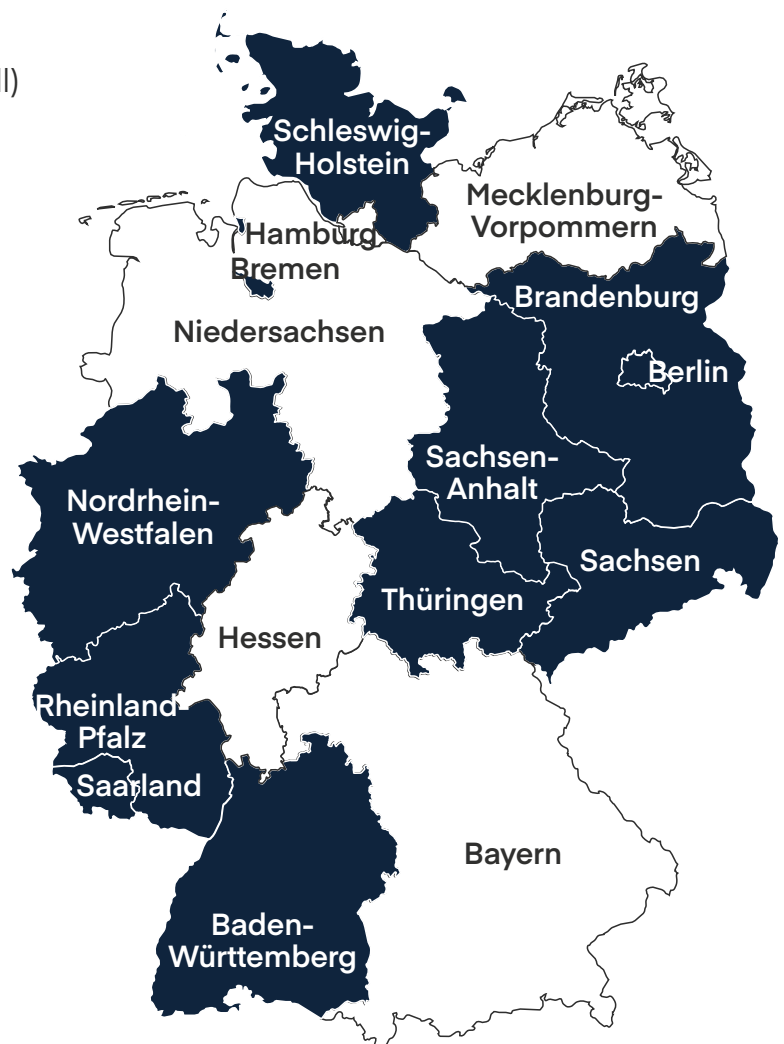 ll)
Schleswig-
Holstein
Mecklenburg-
Vorpommern
Hamburg
Bremen
Brandenburg
Niedersachsen
Berlin
Sachsen-
Anhalt
Nordrhein-
Westfalen
Sachsen
Thüringen
Hessen
Rheinland-
Pfalz
Saarland
Bayern
Baden-
Württemberg